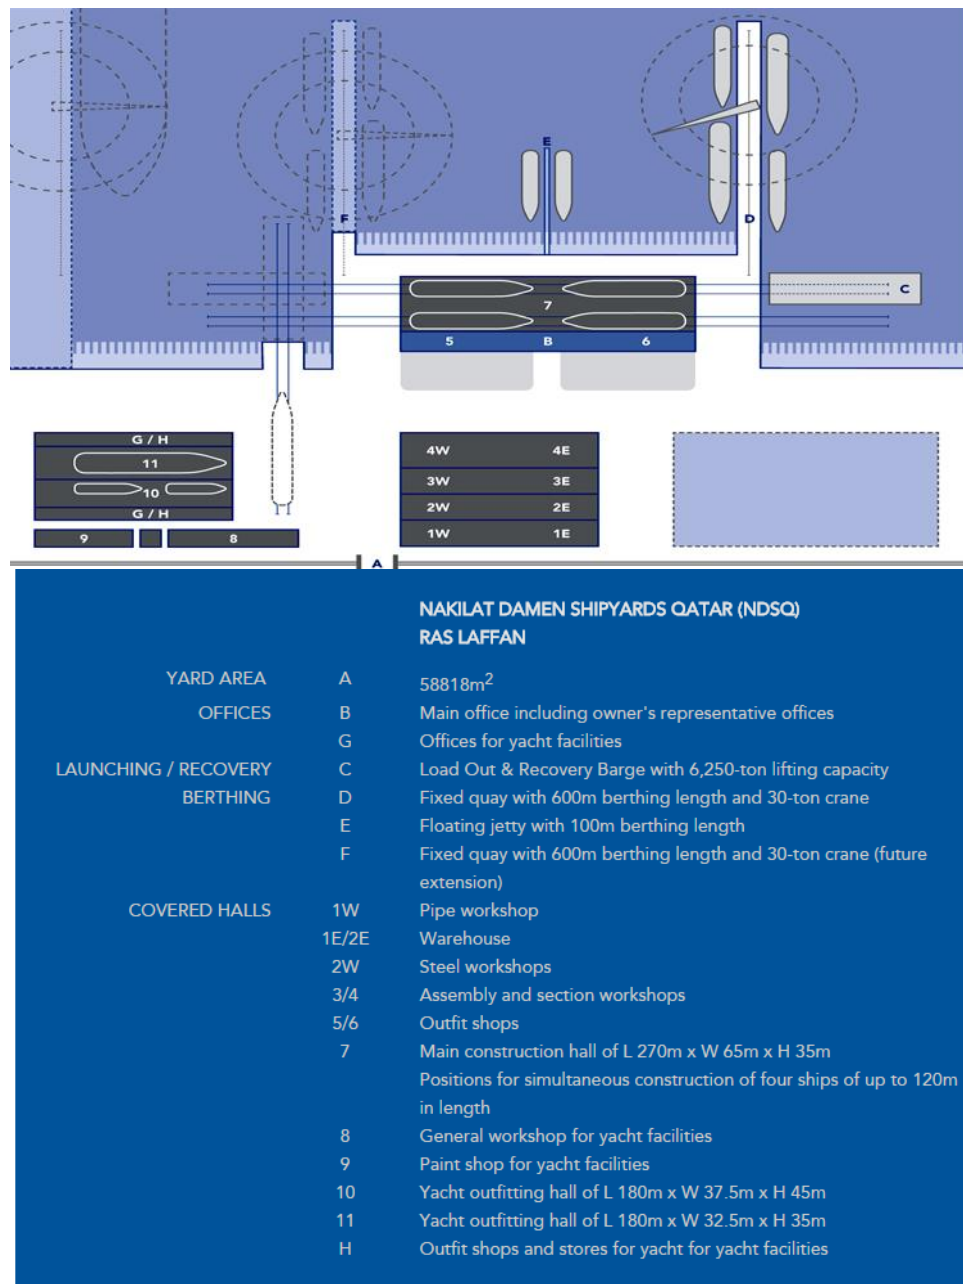 E
F
D
C
7
5 B 6
G / H
11
10
G / H
9 8
4W 4E
3W 3E
2W 2E
1W 1E
A
NAKILAT DAMEN SHIPYARDS QATAR (NDSQ)
RAS LAFFAN
YARD AREA A 58818m²
OFFICES B Main office including owner's representative offices
G Offices for yacht facilities
LAUNCHING / RECOVERY C Load Out & Recovery Barge with 6,250-ton lifting capacity
BERTHING D Fixed quay with 600m berthing length and 30-ton crane
E Floating jetty with 100m berthing length
F Fixed quay with 600m berthing length and 30-ton crane (future
extension)
COVERED HALLS 1W Pipe workshop
1E/2E Warehouse
2W Steel workshops
3/4 Assembly and section workshops
5/6 Outfit shops
7 Main construction hall of L 270m x W 65m x H 35m
Positions for simultaneous construction of four ships of up to 120m
in length
8 General workshop for yacht facilities
9 Paint shop for yacht facilities
10 Yacht outfitting hall of L 180m x W 37.5m x H 45m
11 Yacht outfitting hall of L 180m x W 32.5m x H 35m
H Outfit shops and stores for yacht for yacht facilities